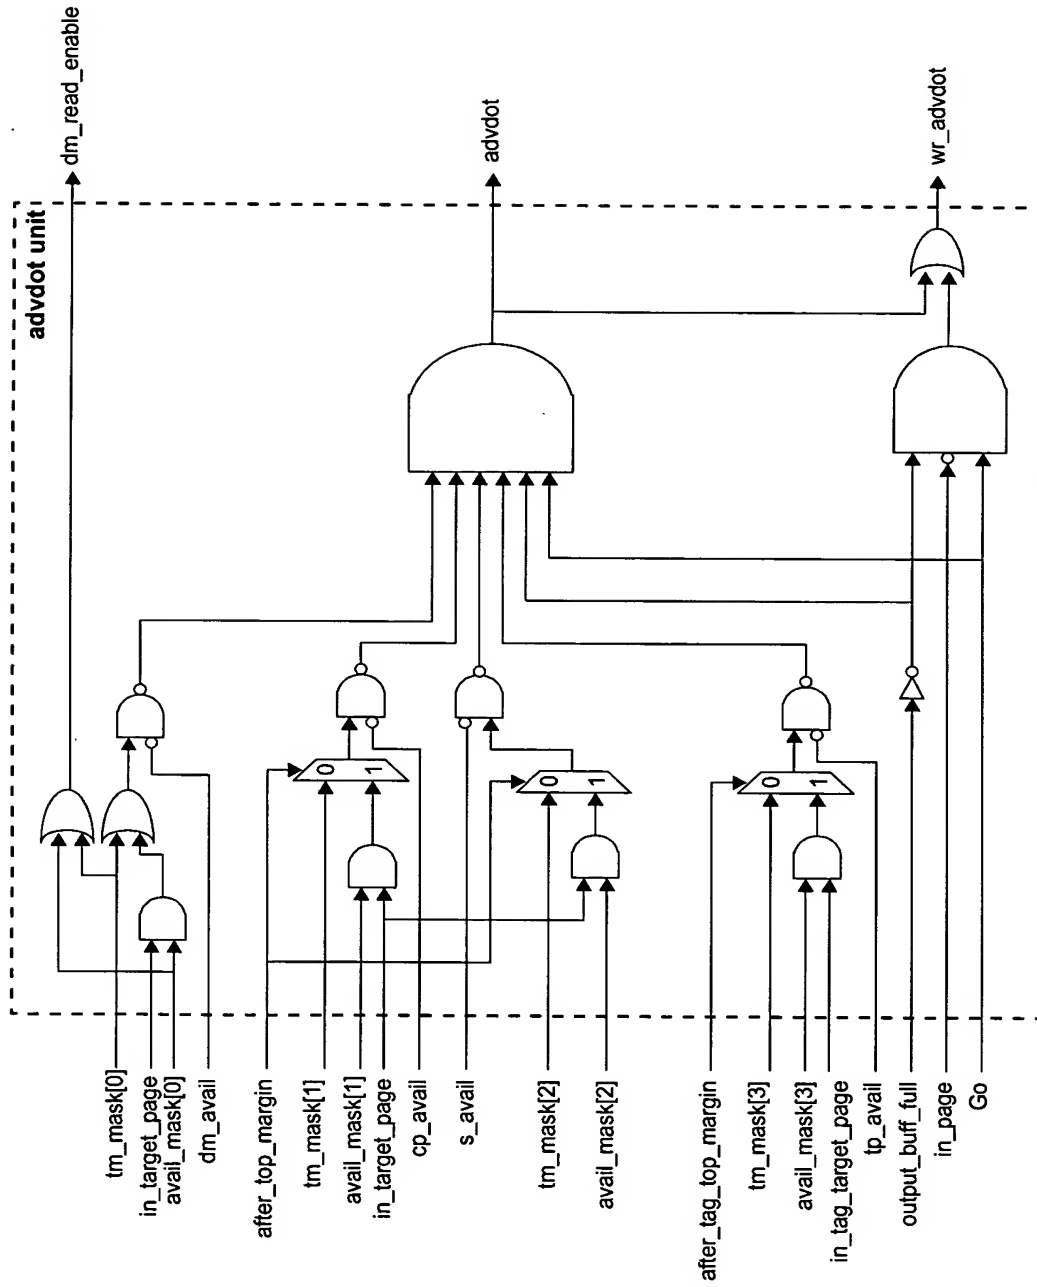 advdot unit
dm_read_enable
advdot
wr_advdot
tm_mask[0]
in_target_page
avail_mask[0]
dm_avail
after_top_margin
tm_mask[1]
avail_mask[1]
in_target_page
cp_avail
s_avail
tm_mask[2]
avail_mask[2]
after_tag_top_margin
tm_mask[3]
avail_mask[3]
in_tag_target_page
tp_avail
output_buff_full
in_page
Go
0
1
0
1
0
1